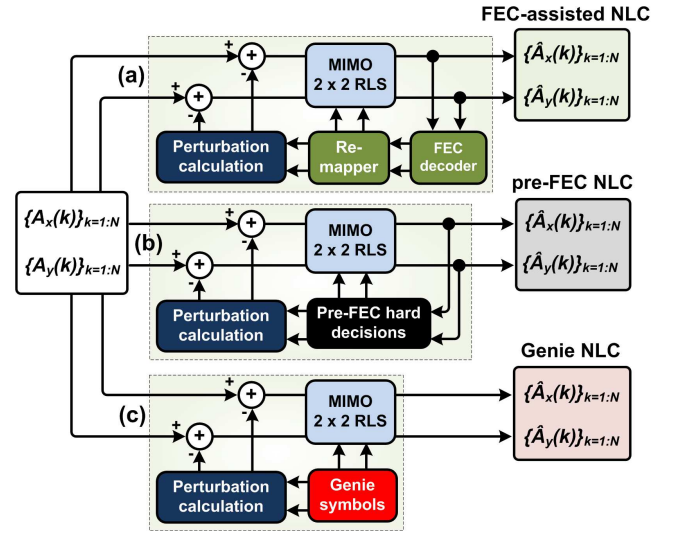 FEC-assisted NLC
(a)
+
-
+
-
MIMO
2 x 2 RLS
Perturbation
calculation
Re-
mapper
FEC
decoder
{Âx(k)}k=1:N
{Ây(k)}k=1:N
{Ax(k)}k=1:N
{Ay(k)}k=1:N
pre-FEC NLC
(b)
+
-
+
-
MIMO
2 x 2 RLS
Perturbation
calculation
Pre-FEC hard
decisions
{Âx(k)}k=1:N
{Ây(k)}k=1:N
Genie NLC
(c)
+
-
+
-
MIMO
2 x 2 RLS
Perturbation
calculation
Genie
symbols
{Âx(k)}k=1:N
{Ây(k)}k=1:N